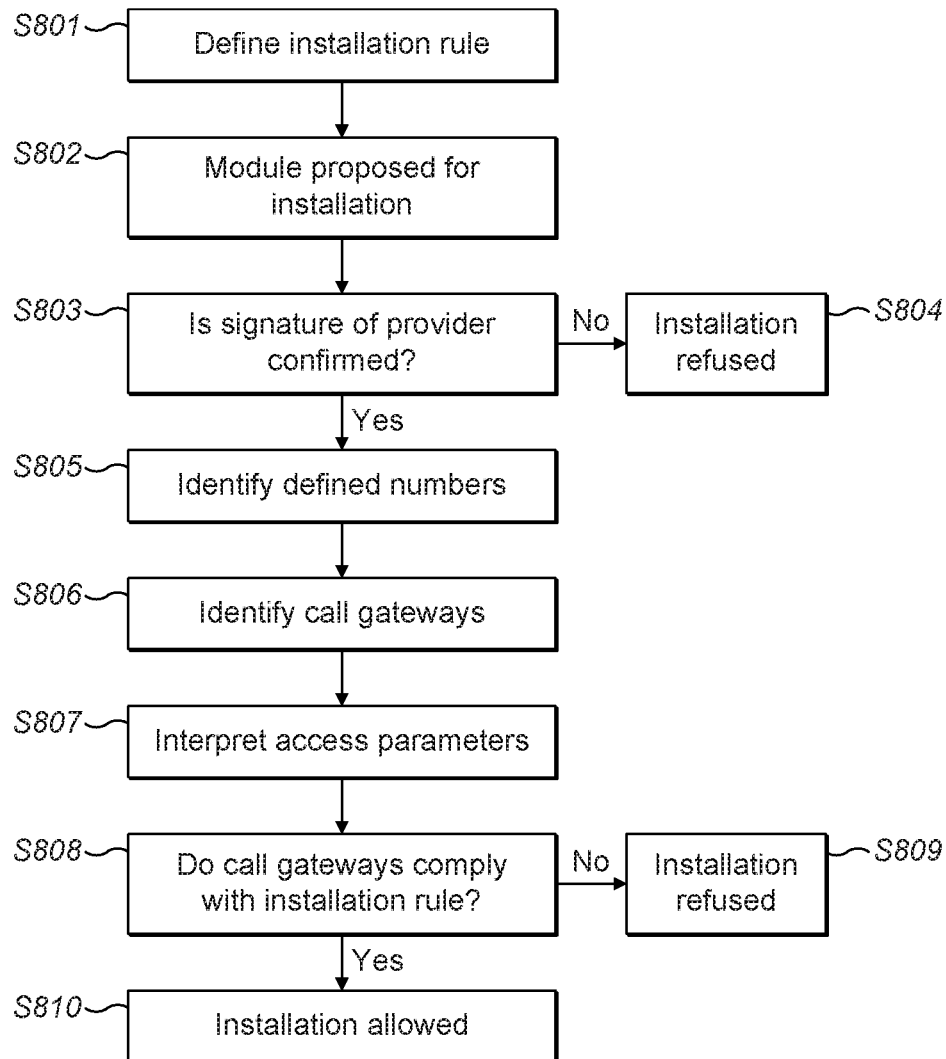 S801
Define installation rule
S802
Module proposed for
installation
S803
Is signature of provider
confirmed?
No
Installation
refused
S804
Yes
S805
Identify defined numbers
S806
Identify call gateways
S807
Interpret access parameters
S808
Do call gateways comply
with installation rule?
No
Installation
refused
S809
Yes
S810
Installation allowed